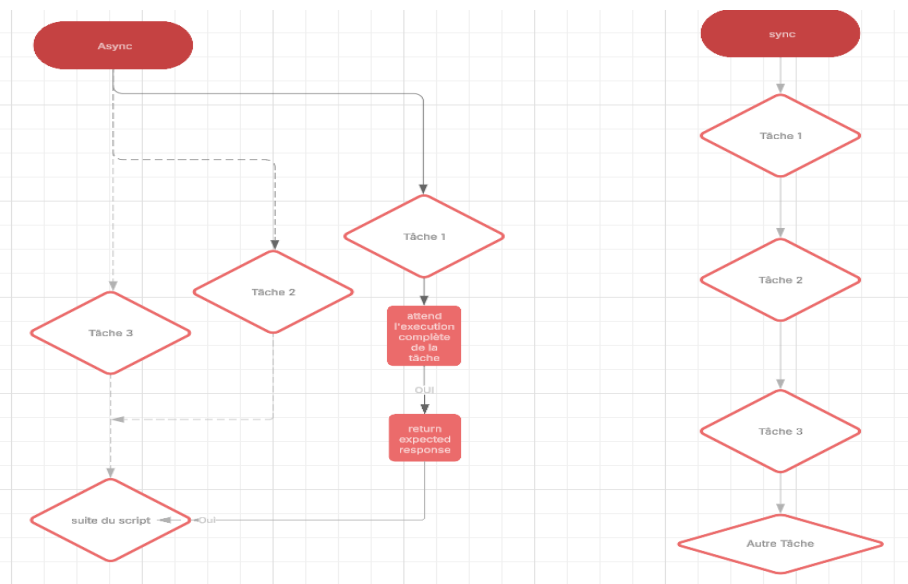 Async
sync
Tâche 1
Tâche 1
Tâche 2
Tâche 2
Tâche 3
attend
l'execution
complète
de la
tâche
OUI
return
expected
response
Tâche 3
suite du script
Oui
Autre Tâche